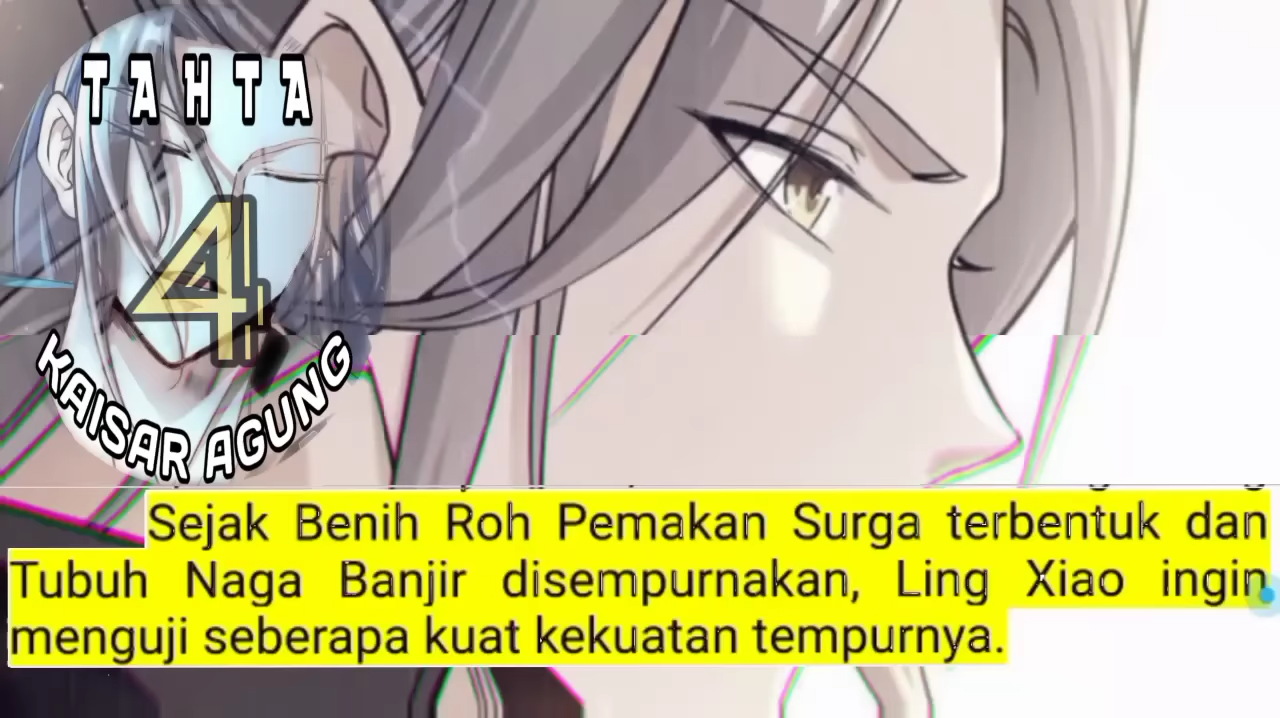 TAHTA
4
KAISAR AGUNG
Sejak Benih Roh Pemakan Surga terbentuk dan
Tubuh Naga Banjir disempurnakan, Ling Xiao ingin
menguji seberapa kuat kekuatan tempurnya.